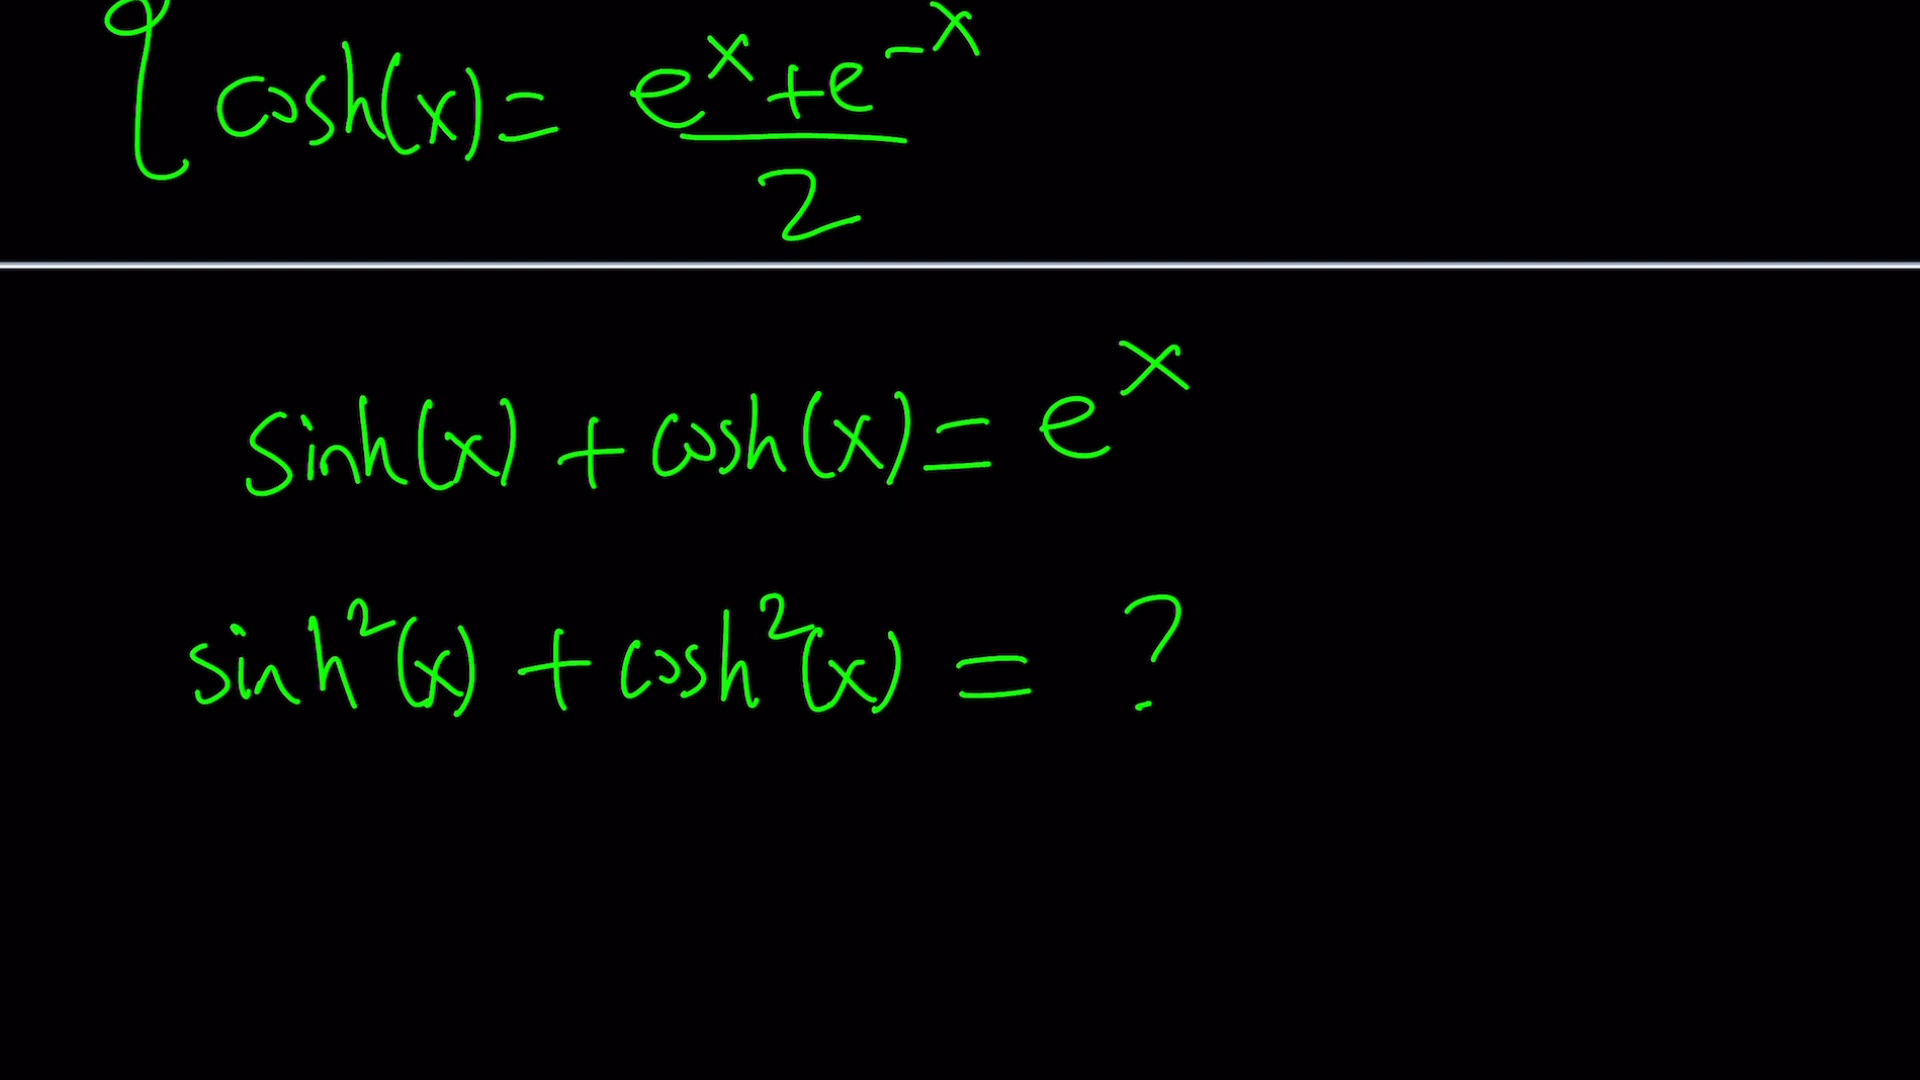 cosh(x) = (e^x + e^-x)/2
sinh(x) + cosh(x) = e^x
sinh²(x) + cosh²(x) = ?